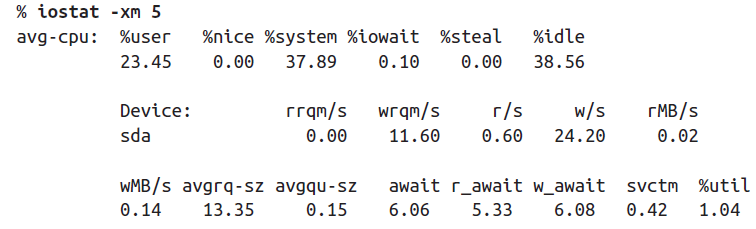 % iostat -xm 5
avg-cpu: %user %nice %system %iowait %steal %idle
23.45 0.00 37.89 0.10 0.00 38.56
Device: rrqm/s wrqm/s r/s w/s rMB/s
sda 0.00 11.60 0.60 24.20 0.02
wMB/s avgrq-sz avgqu-sz await r_await w_await svctm %util
0.14 13.35 0.15 6.06 5.33 6.08 0.42 1.04